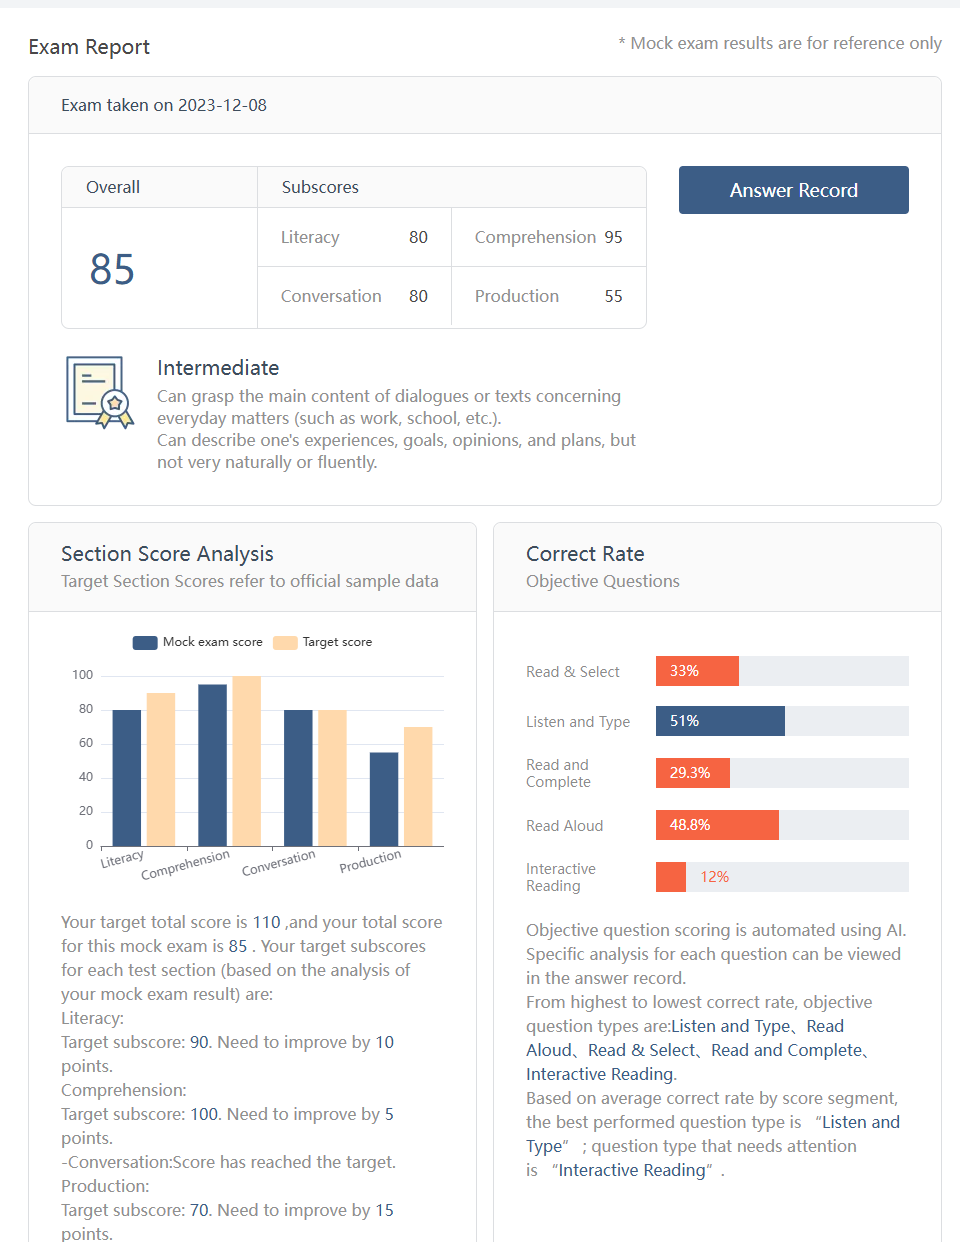 Exam Report
* Mock exam results are for reference only
Exam taken on 2023-12-08
Overall
Subscores
Answer Record
85
Literacy 80
Comprehension 95
Conversation 80
Production 55
Intermediate
Can grasp the main content of dialogues or texts concerning
everyday matters (such as work, school, etc.).
Can describe one's experiences, goals, opinions, and plans, but
not very naturally or fluently.
Section Score Analysis
Target Section Scores refer to official sample data
Mock exam score
Target score
100
80
60
40
20
0
Literacy
Comprehension
Conversation
Production
Your target total score is 110 ,and your total score
for this mock exam is 85 . Your target subscores
for each test section (based on the analysis of
your mock exam result) are:
Literacy:
Target subscore: 90. Need to improve by 10
points.
Comprehension:
Target subscore: 100. Need to improve by 5
points.
-Conversation:Score has reached the target.
Production:
Target subscore: 70. Need to improve by 15
points.
Correct Rate
Objective Questions
Read & Select 33%
Listen and Type 51%
Read and
Complete
29.3%
Read Aloud 48.8%
Interactive
Reading
12%
Objective question scoring is automated using AI.
Specific analysis for each question can be viewed
in the answer record.
From highest to lowest correct rate, objective
question types are:Listen and Type、Read
Aloud、Read & Select、Read and Complete、
Interactive Reading.
Based on average correct rate by score segment,
the best performed question type is “Listen and
Type” ; question type that needs attention
is “Interactive Reading” .